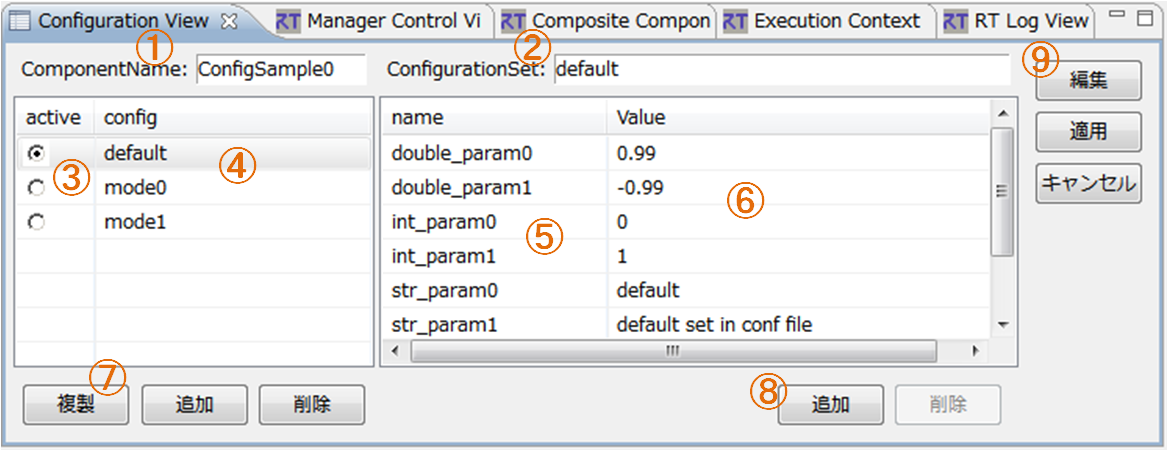 Configuration View RT Manager Control Vi RT Composite Compon RT Execution Context RT RT Log View
① ② ⑨
ComponentName: ConfigSample0 ConfigurationSet: default 編集
active config name Value 適用
default ④ double_param0 0.99
③ mode0 double_param1 -0.99 ⑥ キャンセル
mode1 int_param0 0
⑤
int_param1 1
str_param0 default
str_param1 default set in conf file
⑦ ⑧
複製 追加 削除 追加 削除